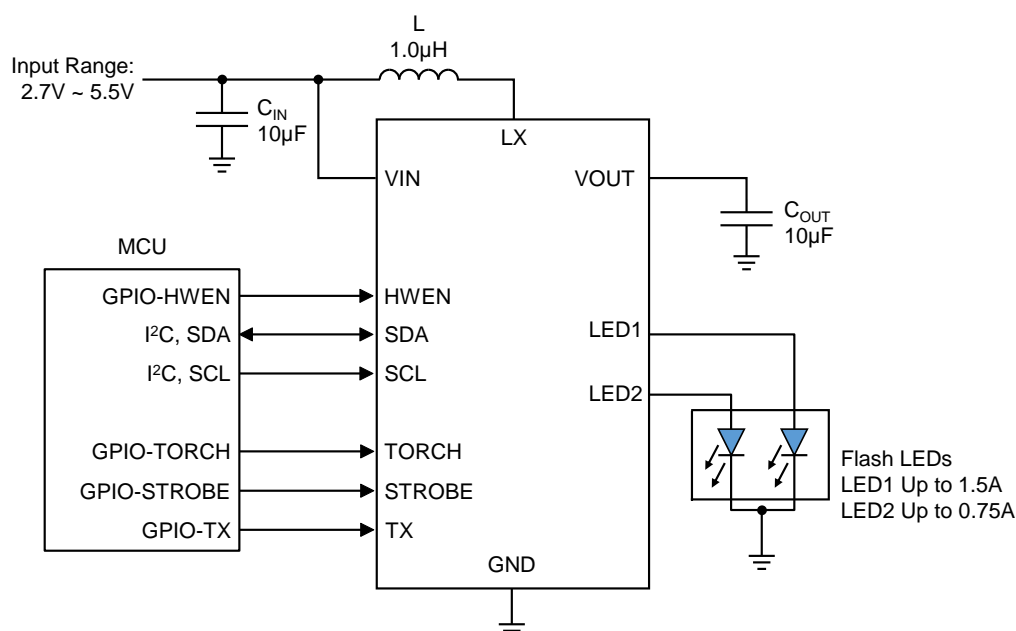 L
1.0µH
Input Range:
2.7V ~ 5.5V
C_IN
10µF
LX
VIN
VOUT
C_OUT
10µF
MCU
GPIO-HWEN
HWEN
I²C, SDA
SDA
I²C, SCL
SCL
LED1
LED2
GPIO-TORCH
TORCH
GPIO-STROBE
STROBE
GPIO-TX
TX
Flash LEDs
LED1 Up to 1.5A
LED2 Up to 0.75A
GND